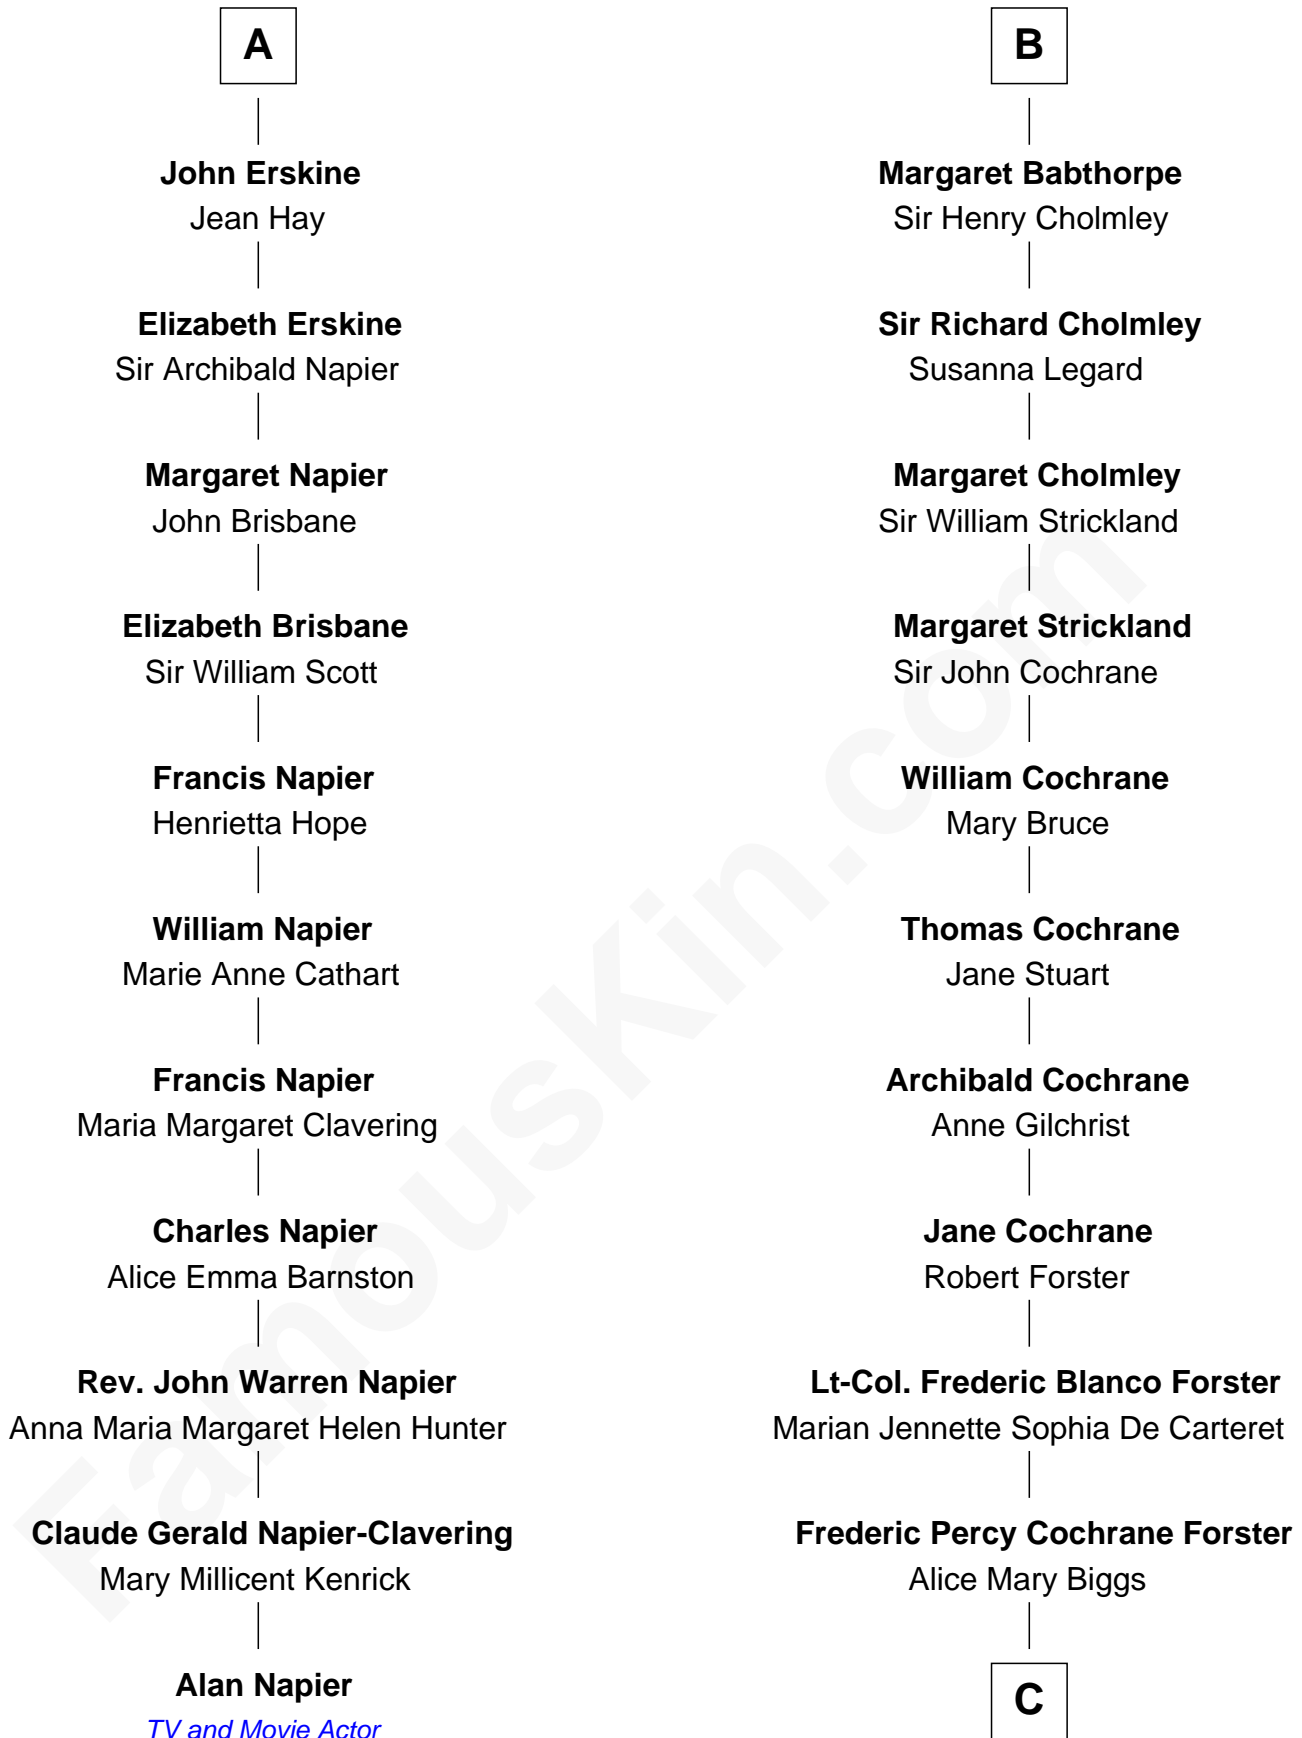 A
John Erskine
Jean Hay
Elizabeth Erskine
Sir Archibald Napier
Margaret Napier
John Brisbane
Elizabeth Brisbane
Sir William Scott
Francis Napier
Henrietta Hope
William Napier
Marie Anne Cathart
Francis Napier
Maria Margaret Clavering
Charles Napier
Alice Emma Barnston
Rev. John Warren Napier
Anna Maria Margaret Helen Hunter
Claude Gerald Napier-Clavering
Mary Millicent Kenrick
Alan Napier
TV and Movie Actor
B
Margaret Babthorpe
Sir Henry Cholmley
Sir Richard Cholmley
Susanna Legard
Margaret Cholmley
Sir William Strickland
Margaret Strickland
Sir John Cochrane
William Cochrane
Mary Bruce
Thomas Cochrane
Jane Stuart
Archibald Cochrane
Anne Gilchrist
Jane Cochrane
Robert Forster
Lt-Col. Frederic Blanco Forster
Marian Jennette Sophia De Carteret
Frederic Percy Cochrane Forster
Alice Mary Biggs
C
FamousKin.com